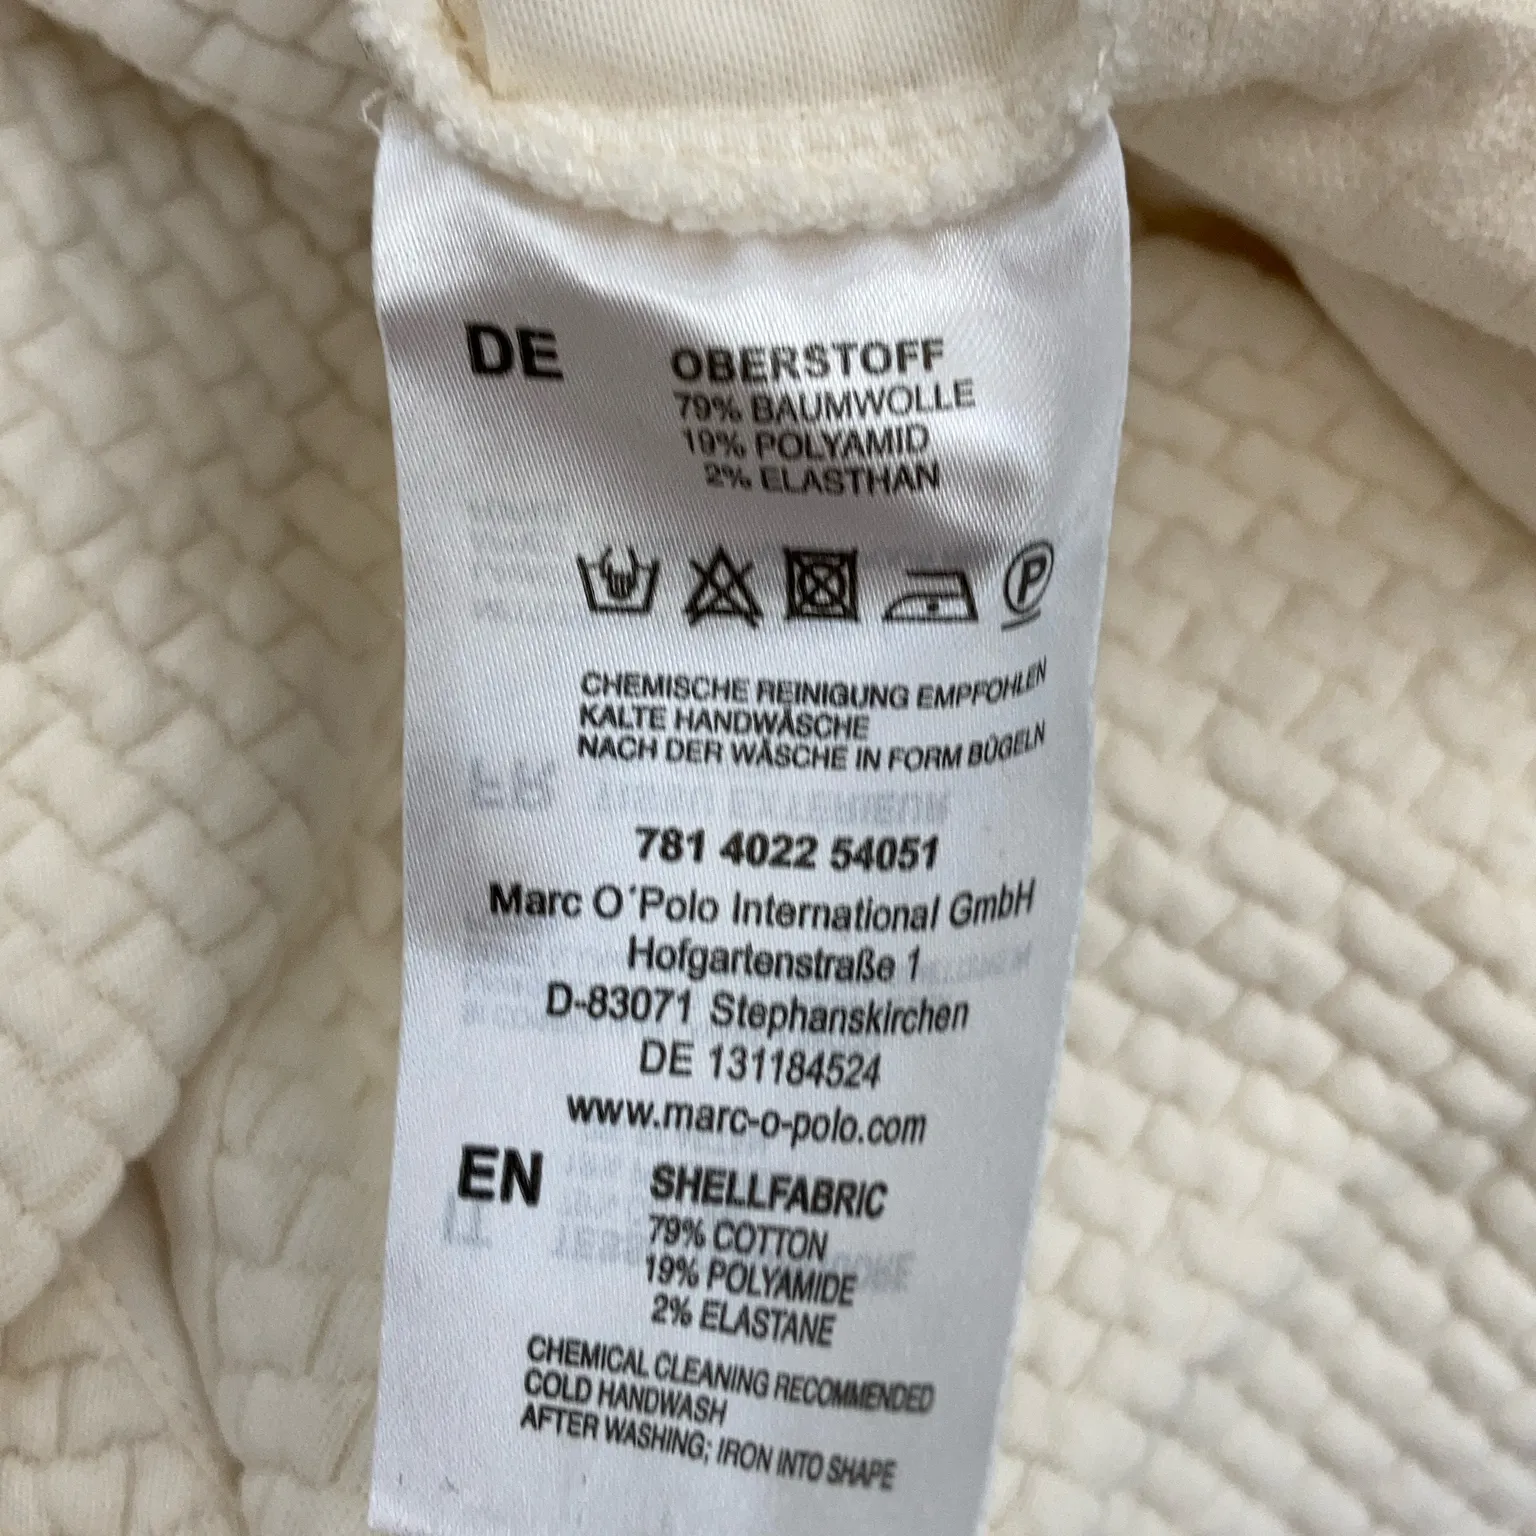 DE
OBERSTOFF
79% BAUMWOLLE
19% POLYAMID
2% ELASTHAN
P
CHEMISCHE REINIGUNG EMPFOHLEN
KALTE HANDWÄSCHE
NACH DER WÄSCHE IN FORM BÜGELN
781 4022 54051
Marc O´Polo International GmbH
Hofgartenstraße 1
D-83071 Stephanskirchen
DE 131184524
www.marc-o-polo.com
EN
SHELLFABRIC
79% COTTON
19% POLYAMIDE
2% ELASTANE
CHEMICAL CLEANING RECOMMENDED
COLD HANDWASH
AFTER WASHING; IRON INTO SHAPE